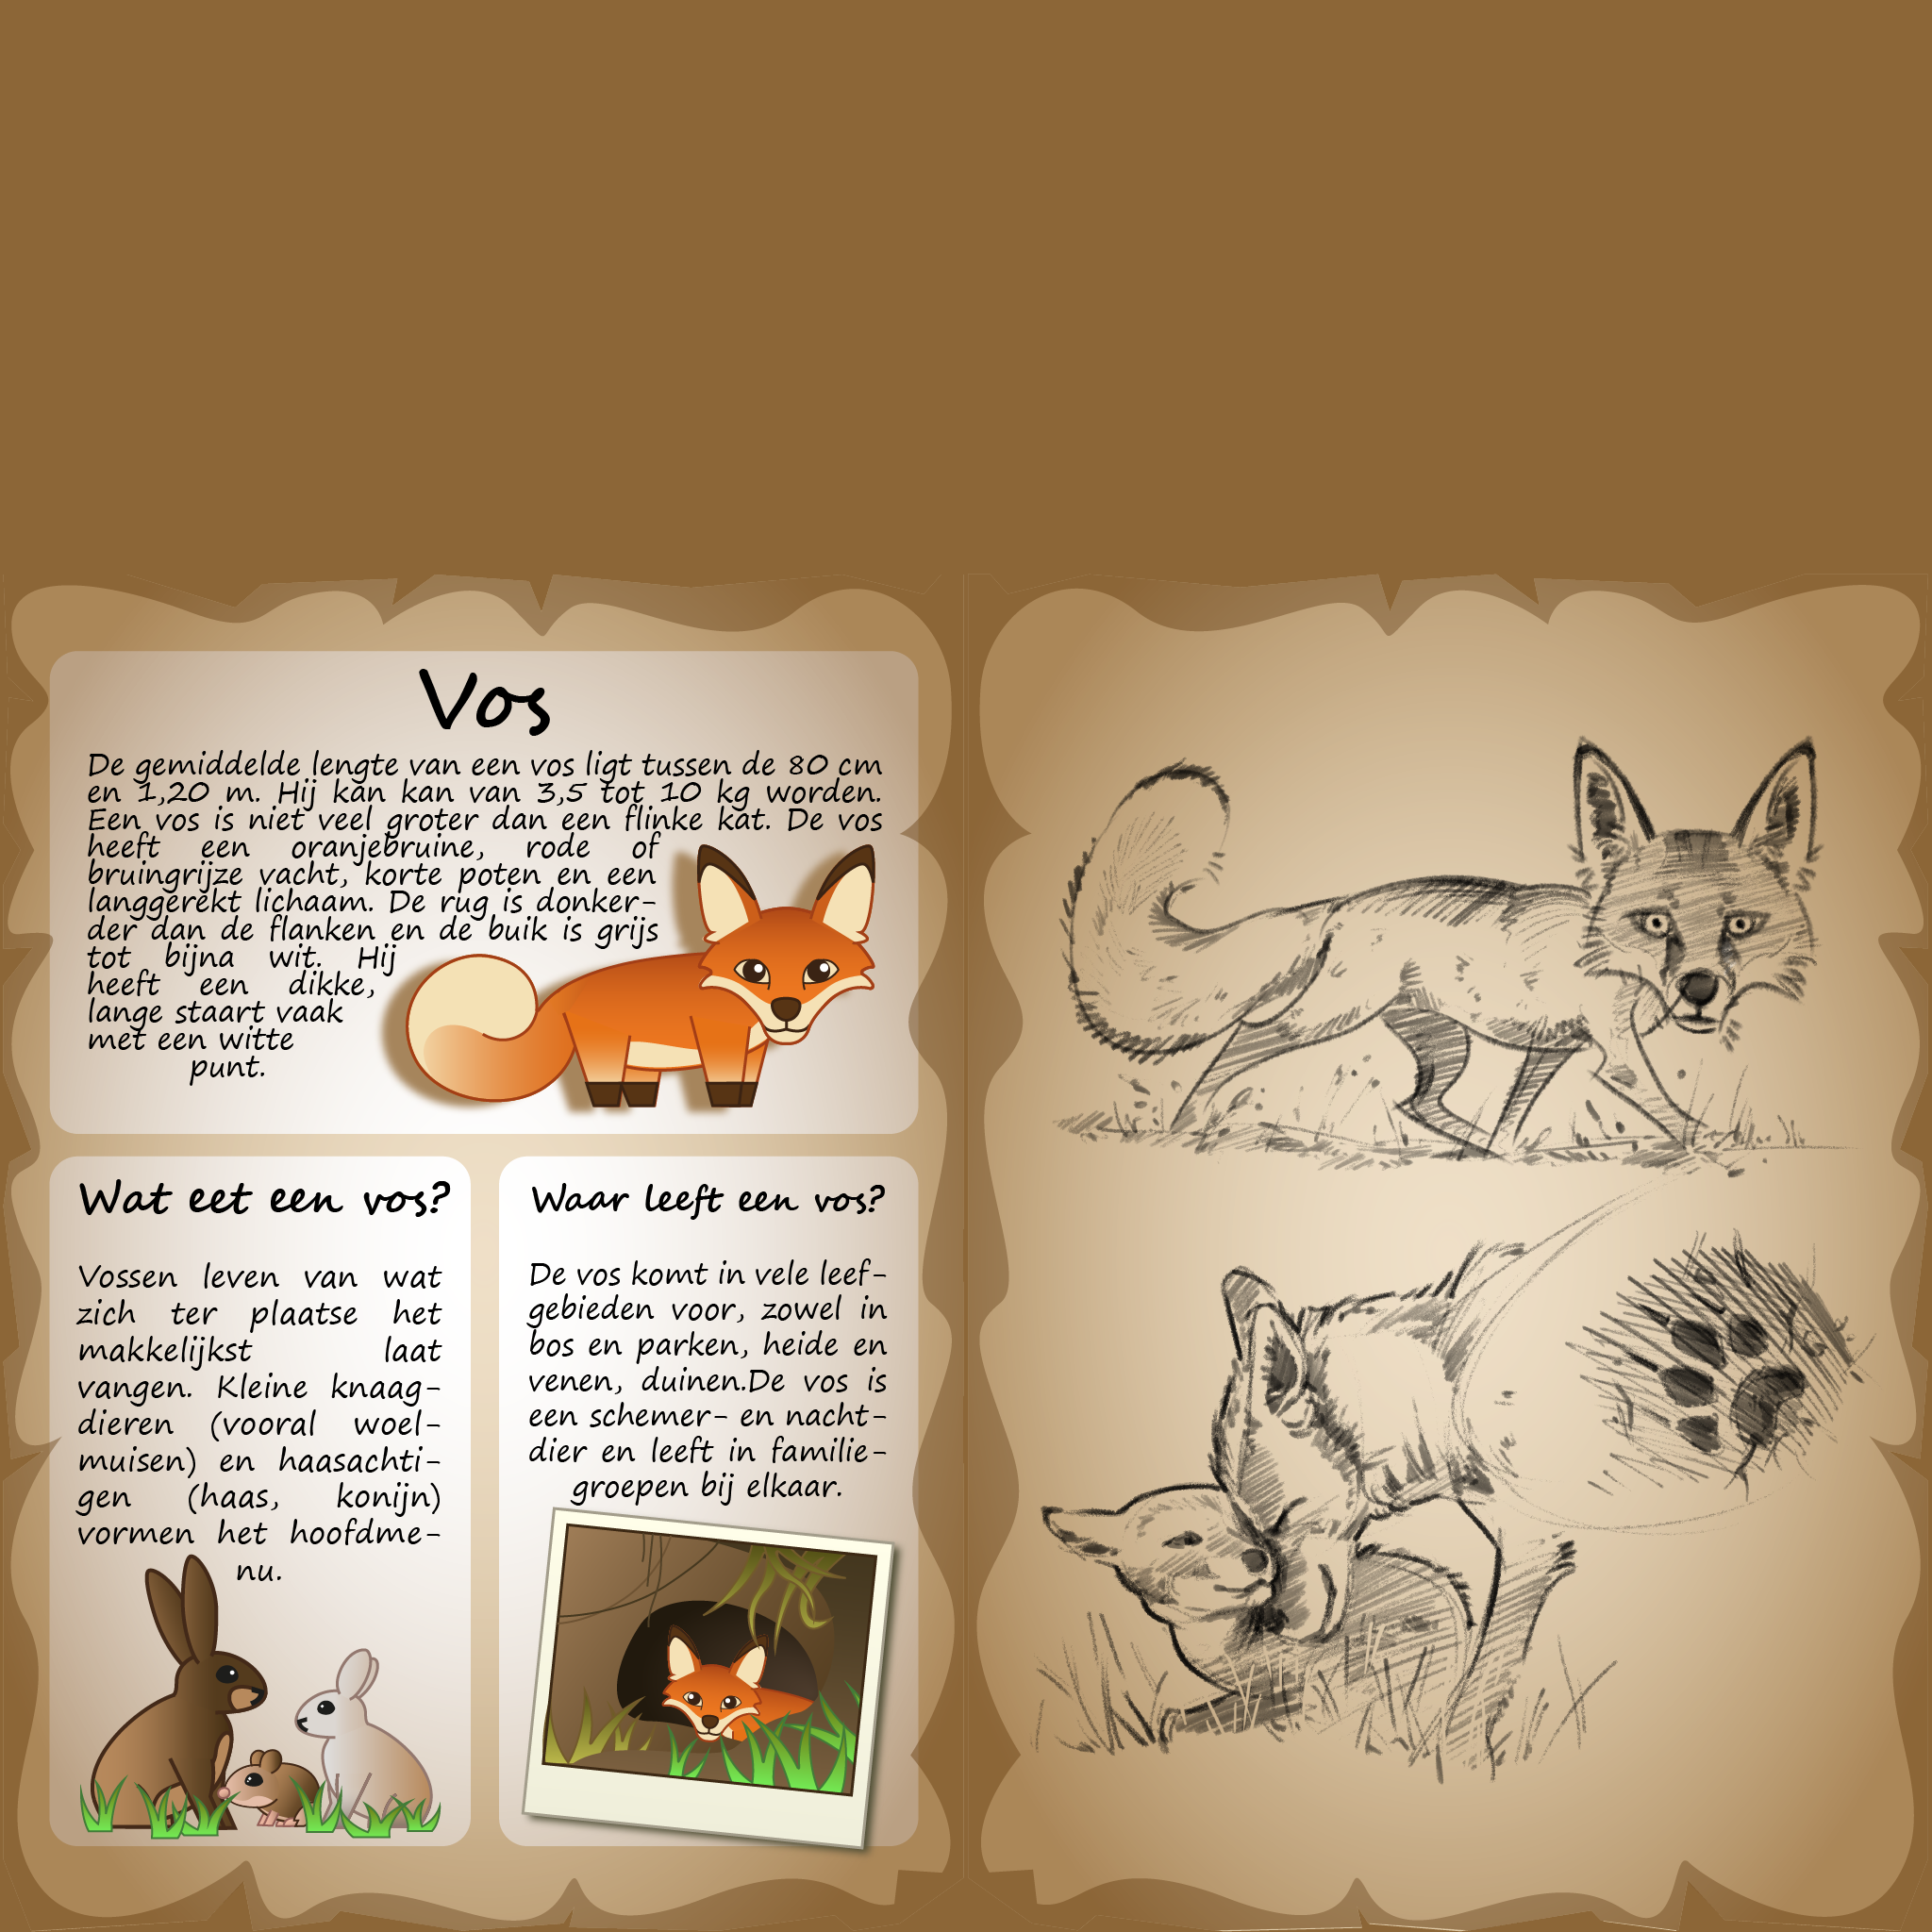 Vos
De gemiddelde lengte van een vos ligt tussen de 80 cm
en 1,20 m. Hij kan kan van 3,5 tot 10 kg worden.
Een vos is niet veel groter dan een flinke kat. De vos
heeft een oranjebruine, rode of
bruingrijze vacht, korte poten en een
langgerekt lichaam. De rug is donker-
der dan de flanken en de buik is grijs
tot bijna wit. Hij
heeft een dikke,
lange staart vaak
met een witte
punt.
Wat eet een vos?
Vossen leven van wat
zich ter plaatse het
makkelijkst laat
vangen. Kleine knaag-
dieren (vooral woel-
muisen) en haasachti-
gen (haas, konijn)
vormen het hoofdme-
nu.
Waar leeft een vos?
De vos komt in vele leef-
gebieden voor, zowel in
bos en parken, heide en
venen, duinen.De vos is
een schemer- en nacht-
dier en leeft in familie-
groepen bij elkaar.